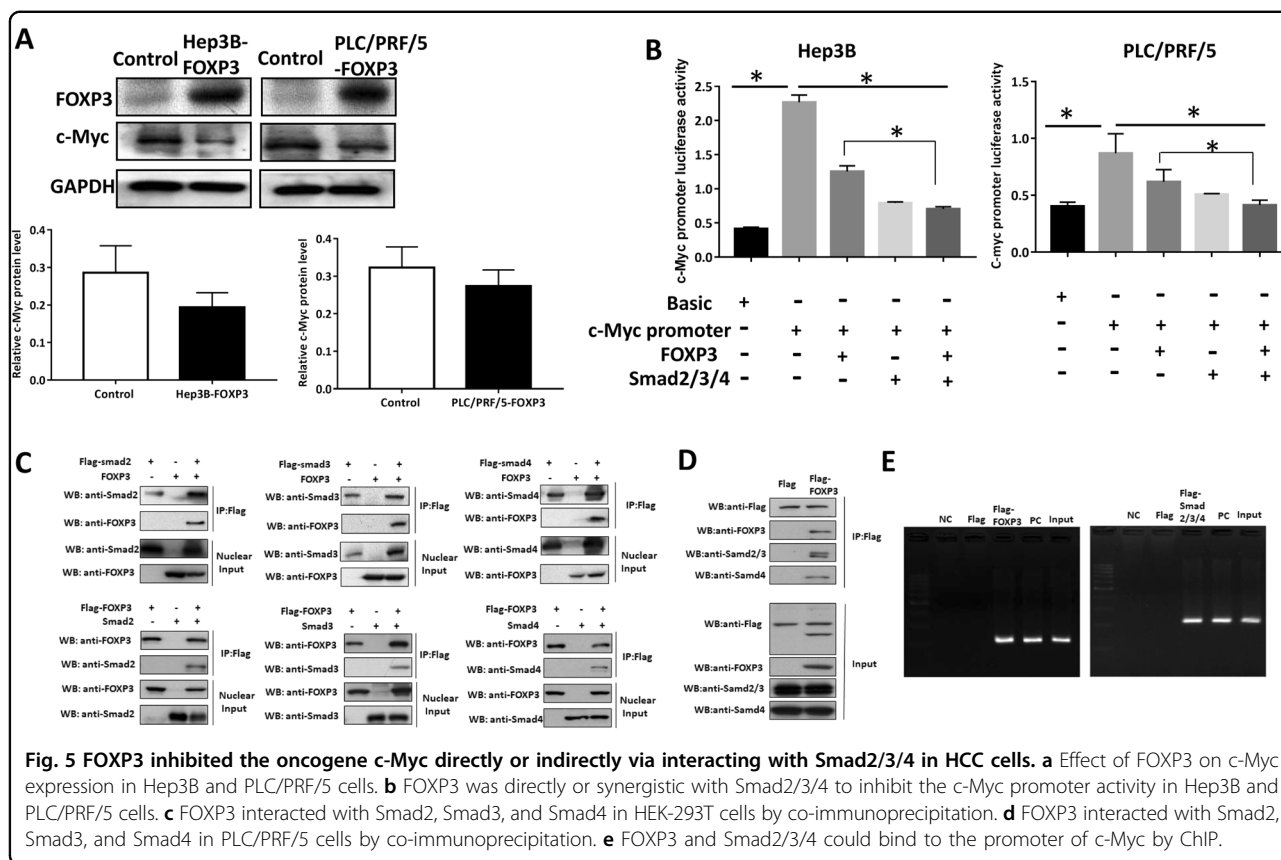 A
Control
Hep3B-
FOXP3
Control
PLC/PRF/5
-FOXP3
FOXP3
c-Myc
GAPDH
Relative c-Myc protein level
0.4
0.3
0.2
0.1
0.0
Control
Hep3B-FOXP3
Relative c-Myc protein level
0.4
0.3
0.2
0.1
0.0
Control
PLC/PRF/5-FOXP3
B
Hep3B
c-Myc promoter luciferase activity
2.5
2.0
1.5
1.0
0.5
0.0
* * *
PLC/PRF/5
C-myc promoter luciferase activity
1.5
1.0
0.5
0.0
* * *
Basic + - - - - + - - - -
c-Myc promoter - + + + + - + + + +
FOXP3 - - + - + - - + - +
Smad2/3/4 - - - + + - - - + +
C
Flag-smad2 + - +
FOXP3 - + +
WB: anti-Smad2
WB: anti-FOXP3
IP:Flag
WB: anti-Smad2
WB: anti-FOXP3
Nuclear
Input
Flag-smad3 + - +
FOXP3 - + +
WB: anti-Smad3
WB: anti-FOXP3
IP:Flag
WB: anti-Smad3
WB: anti-FOXP3
Nuclear
Input
Flag-smad4 + - +
FOXP3 - + +
WB: anti-Smad4
WB: anti-FOXP3
IP:Flag
WB: anti-Smad4
WB: anti-FOXP3
Nuclear
Input
Flag-FOXP3 + - +
Smad2 - + +
WB: anti-FOXP3
WB: anti-Smad2
IP:Flag
WB: anti-FOXP3
WB: anti-Smad2
Nuclear
Input
Flag-FOXP3 + - +
Smad3 - + +
WB: anti-FOXP3
WB: anti-Smad3
IP:Flag
WB: anti-FOXP3
WB: anti-Smad3
Nuclear
Input
Flag-FOXP3 + - +
Smad4 - + +
WB: anti-FOXP3
WB: anti-Smad4
IP:Flag
WB: anti-FOXP3
WB: anti-Smad4
Nuclear
Input
D
Flag
Flag-
FOXP3
WB:anti-Flag
WB:anti-FOXP3
WB:anti-Samd2/3
WB:anti-Samd4
IP:Flag
WB:anti-Flag
WB:anti-FOXP3
WB:anti-Samd2/3
WB:anti-Samd4
Input
E
NC
Flag
Flag-
FOXP3
PC
Input
NC
Flag
Flag-
Smad
2/3/4
PC
Input
Fig. 5 FOXP3 inhibited the oncogene c-Myc directly or indirectly via interacting with Smad2/3/4 in HCC cells. a Effect of FOXP3 on c-Myc
expression in Hep3B and PLC/PRF/5 cells. b FOXP3 was directly or synergistic with Smad2/3/4 to inhibit the c-Myc promoter activity in Hep3B and
PLC/PRF/5 cells. c FOXP3 interacted with Smad2, Smad3, and Smad4 in HEK-293T cells by co-immunoprecipitation. d FOXP3 interacted with Smad2,
Smad3, and Smad4 in PLC/PRF/5 cells by co-immunoprecipitation. e FOXP3 and Smad2/3/4 could bind to the promoter of c-Myc by ChIP.